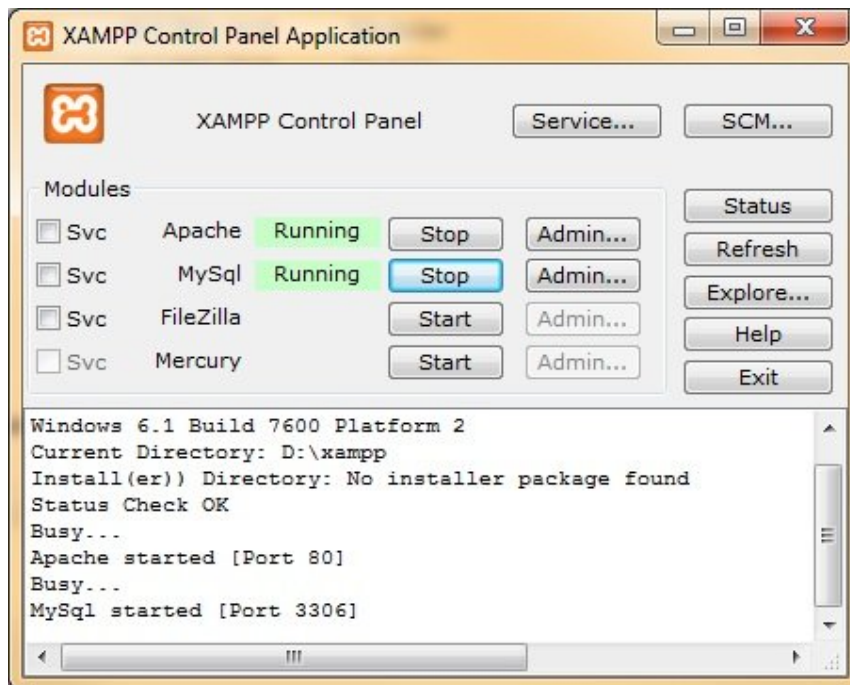 XAMPP Control Panel Application
XAMPP Control Panel Service... SCM...
Modules
Svc Apache Running Stop Admin...
Svc MySql Running Stop Admin...
Svc FileZilla Start Admin...
Svc Mercury Start Admin...
Status
Refresh
Explore...
Help
Exit
Windows 6.1 Build 7600 Platform 2
Current Directory: D:\xampp
Install(er)) Directory: No installer package found
Status Check OK
Busy...
Apache started [Port 80]
Busy...
MySql started [Port 3306]